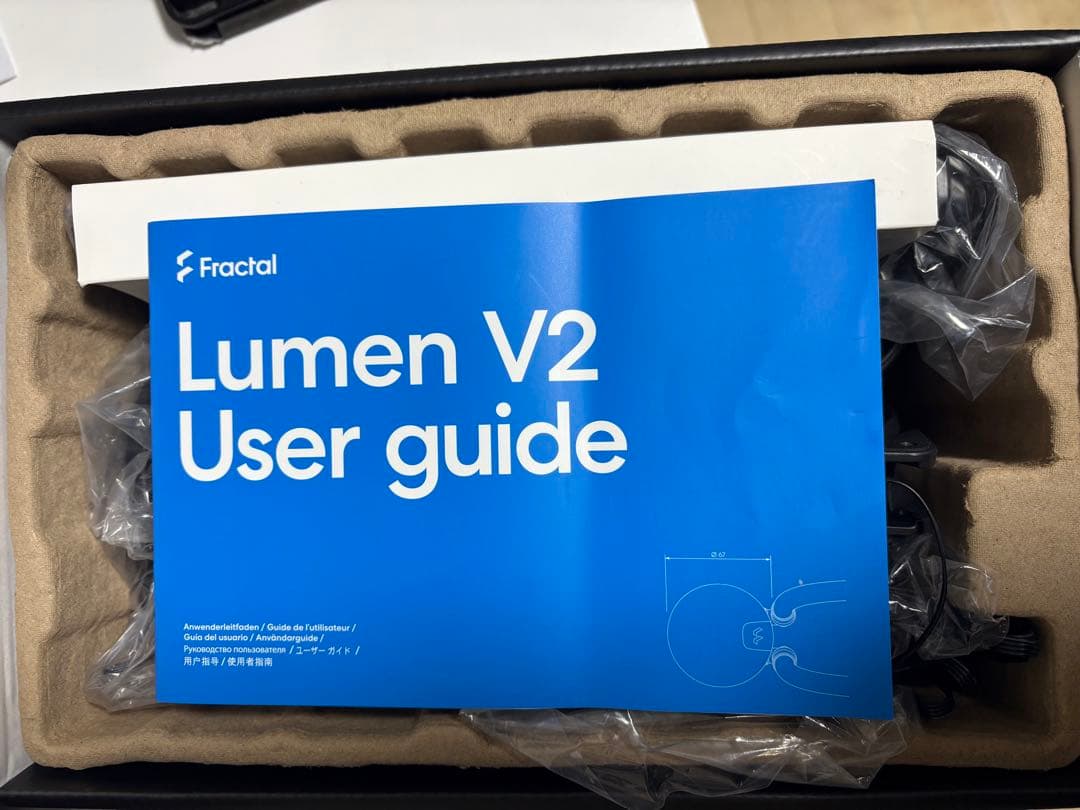 Fractal
Lumen V2
User guide
Ø 67
Anwenderleitfaden / Guide de l'utilisateur /
Guía del usuario / Användarguide /
Руководство пользователя / ユーザー ガイド /
用户指导 / 使用者指南